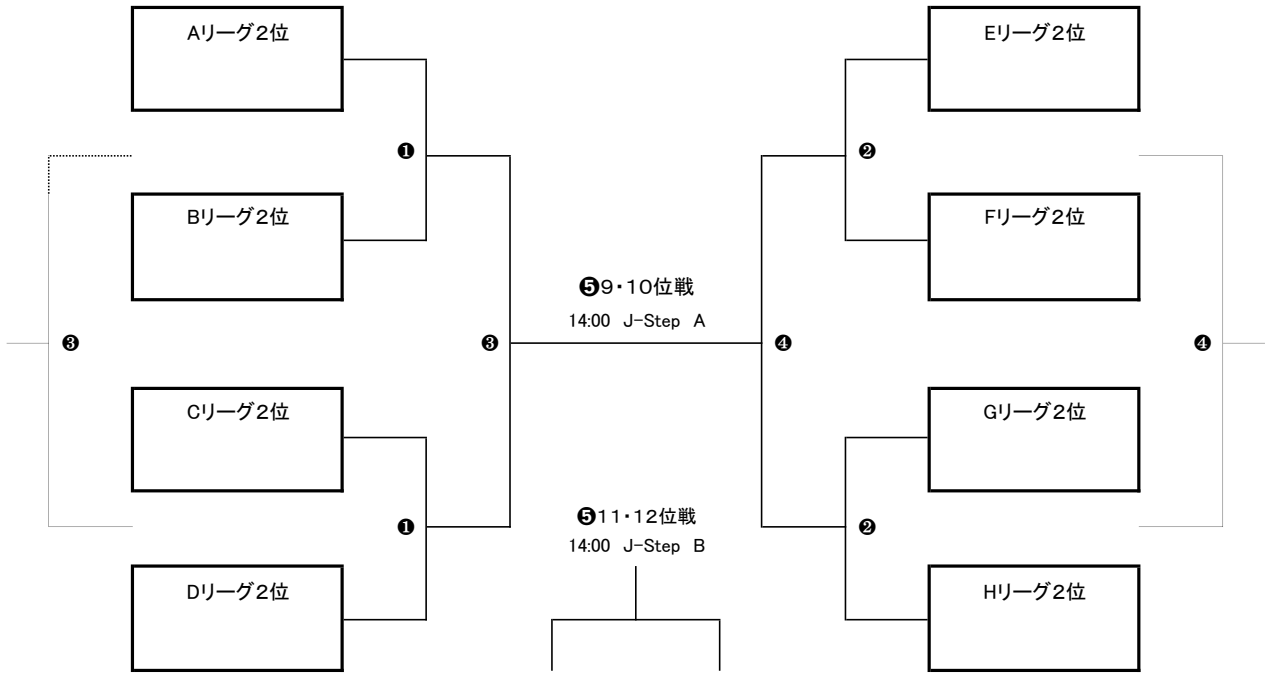 Aリーグ2位
Eリーグ2位
❶
❷
Bリーグ2位
Fリーグ2位
❺9・10位戦
14:00 J-Step A
❸
❸
❹
❹
Cリーグ2位
Gリーグ2位
❺11・12位戦
14:00 J-Step B
❶
❷
Dリーグ2位
Hリーグ2位